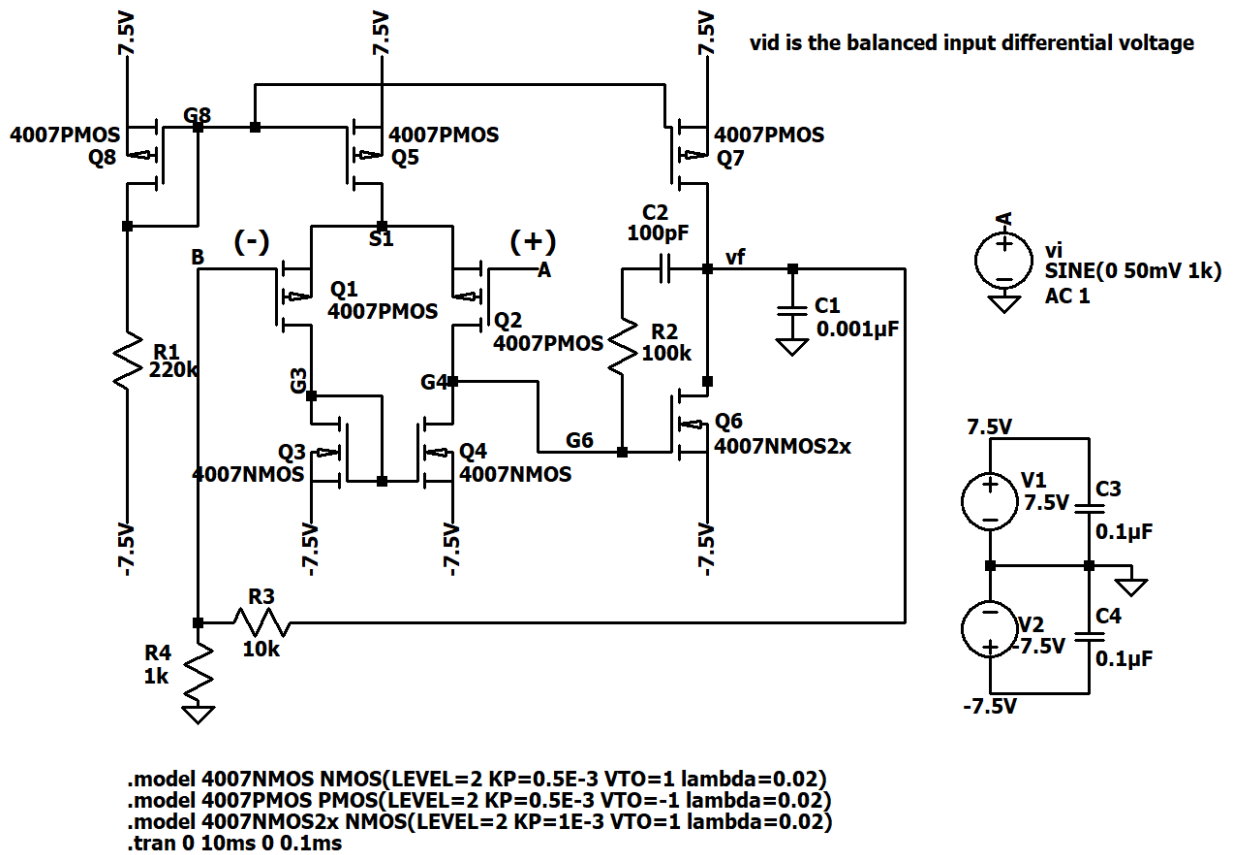 7.5V
7.5V
7.5V
vid is the balanced input differential voltage
G8
4007PMOS
Q8
4007PMOS
Q5
4007PMOS
Q7
C2
100pF
(-)
S1
(+)
B
A
vf
A
vi
SINE(0 50mV 1k)
AC 1
Q1
4007PMOS
Q2
4007PMOS
R2
100k
C1
0.001µF
R1
220k
G3
G4
G6
Q3
4007NMOS
Q4
4007NMOS
Q6
4007NMOS2x
7.5V
V1
7.5V
C3
0.1µF
-7.5V
-7.5V
-7.5V
-7.5V
R3
10k
R4
1k
V2
-7.5V
C4
0.1µF
-7.5V
.model 4007NMOS NMOS(LEVEL=2 KP=0.5E-3 VTO=1 lambda=0.02)
.model 4007PMOS PMOS(LEVEL=2 KP=0.5E-3 VTO=-1 lambda=0.02)
.model 4007NMOS2x NMOS(LEVEL=2 KP=1E-3 VTO=1 lambda=0.02)
.tran 0 10ms 0 0.1ms